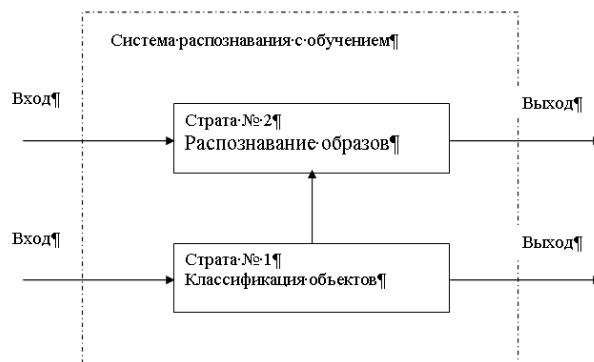 Система·распознавания·с·обучением¶
Вход¶
Выход¶
Страта·№·2¶
Распознавание·образов¶
Вход¶
Выход¶
Страта·№·1¶
Классификация·объектов¶